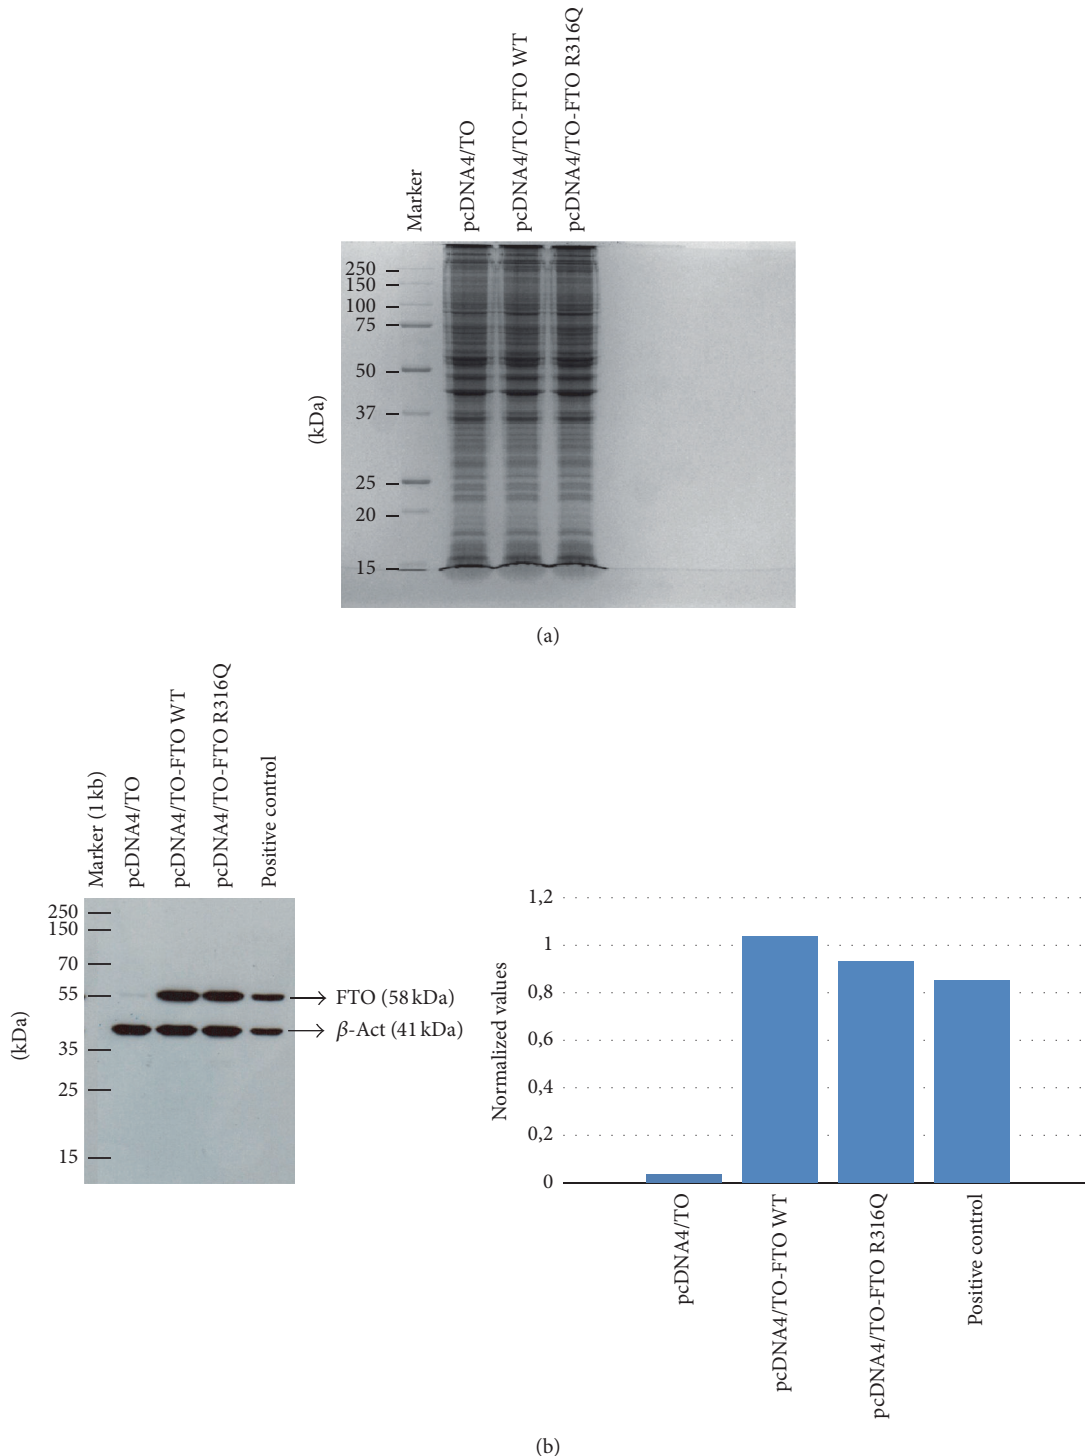 Marker
pcDNA4/TO
pcDNA4/TO-FTO WT
pcDNA4/TO-FTO R316Q
250
150
100
75
50
37
25
20
15
(kDa)
(a)
Marker (1 kb)
pcDNA4/TO
pcDNA4/TO-FTO WT
pcDNA4/TO-FTO R316Q
Positive control
250
150
70
55
35
25
15
(kDa)
FTO (58 kDa)
β-Act (41 kDa)
1,2
1
0,8
0,6
0,4
0,2
0
Normalized values
pcDNA4/TO
pcDNA4/TO-FTO WT
pcDNA4/TO-FTO R316Q
Positive control
(b)